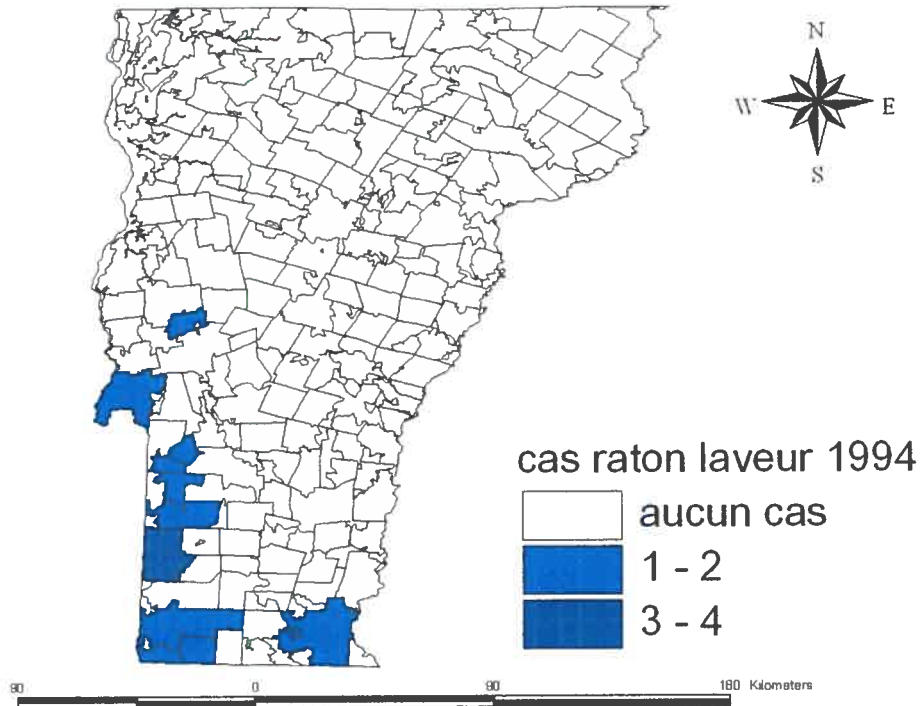 N
W E
S
cas raton laveur 1994
aucun cas
1 - 2
3 - 4
90 0 90 180 Kilometers